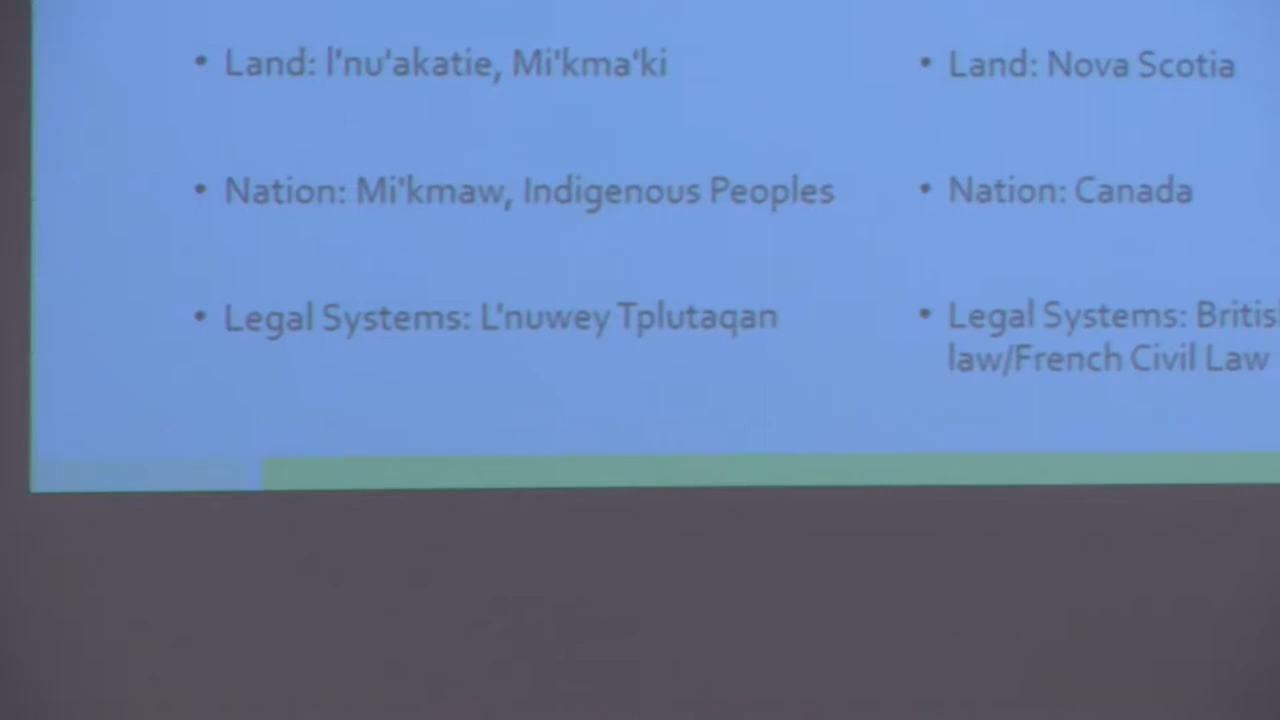 • Land: l'nu'akatie, Mi'kma'ki
• Nation: Mi'kmaw, Indigenous Peoples
• Legal Systems: L'nuwey Tplutaqan
• Land: Nova Scotia
• Nation: Canada
• Legal Systems:
law/French Civil Law